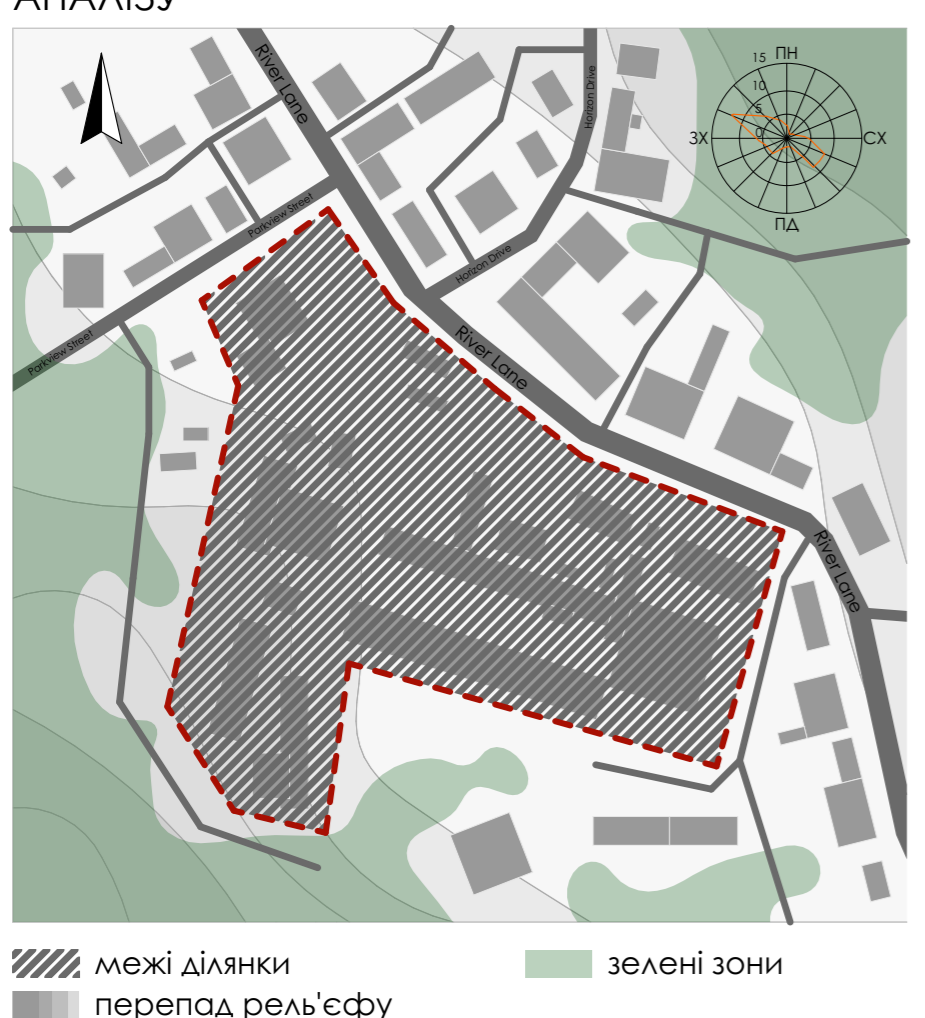 АНАЛІЗУ
River Lane
Horizon Drive
15
ПН
10
5
0
ЗХ
СХ
ПД
Parkview Street
Horizon Drive
River Lane
Parkview Street
River Lane
межі ділянки
зелені зони
перепад рель'єфу